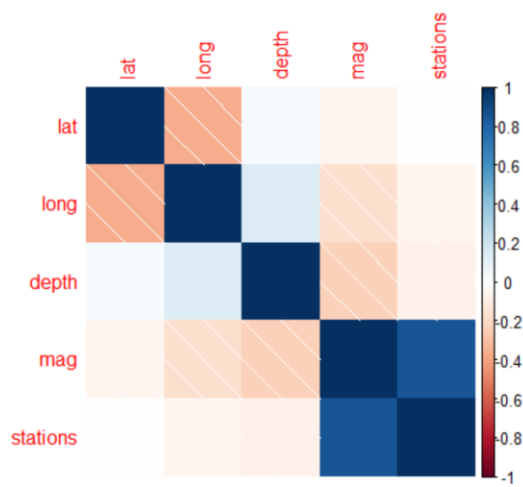 lat
long
depth
mag
stations
lat
long
depth
mag
stations
1
0.8
0.6
0.4
0.2
0
-0.2
-0.4
-0.6
-0.8
-1